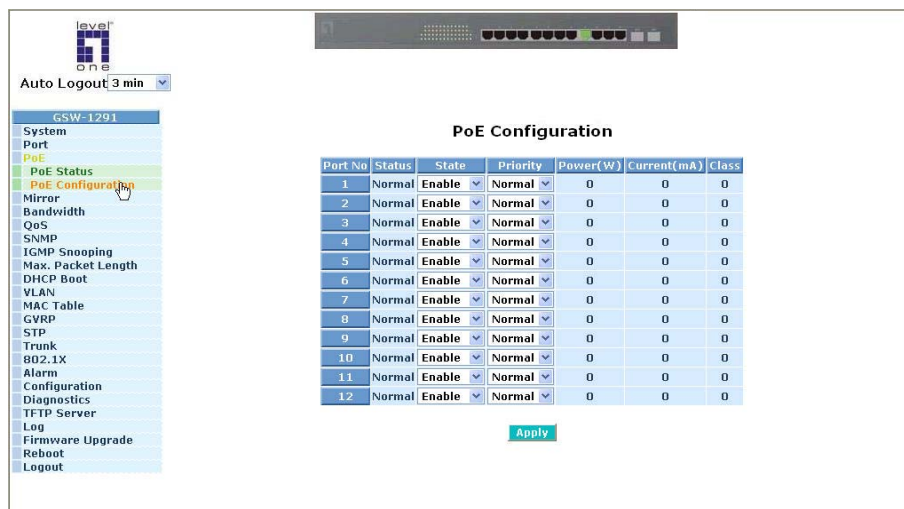 level
one
Auto Logout 3 min
GSW-1291
System
Port
PoE
PoE Status
PoE Configuration
Mirror
Bandwidth
QoS
SNMP
IGMP Snooping
Max. Packet Length
DHCP Boot
VLAN
MAC Table
GVRP
STP
Trunk
802.1X
Alarm
Configuration
Diagnostics
TFTP Server
Log
Firmware Upgrade
Reboot
Logout
PoE Configuration
Port No Status State Priority Power(W) Current(mA) Class
1 Normal Enable Normal 0 0 0
2 Normal Enable Normal 0 0 0
3 Normal Enable Normal 0 0 0
4 Normal Enable Normal 0 0 0
5 Normal Enable Normal 0 0 0
6 Normal Enable Normal 0 0 0
7 Normal Enable Normal 0 0 0
8 Normal Enable Normal 0 0 0
9 Normal Enable Normal 0 0 0
10 Normal Enable Normal 0 0 0
11 Normal Enable Normal 0 0 0
12 Normal Enable Normal 0 0 0
Apply